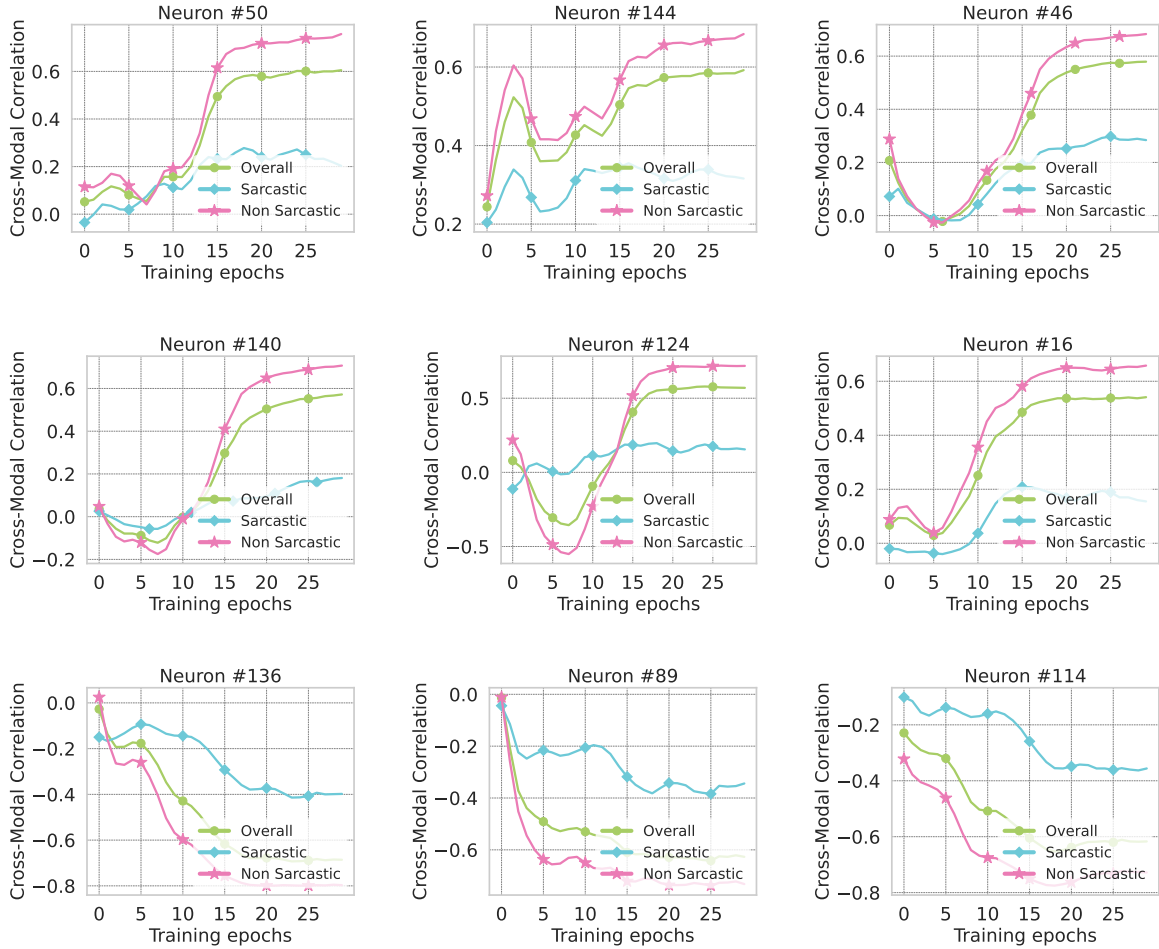 Neuron #50
Cross-Modal Correlation
0.6
0.4
0.2
0.0
Overall
Sarcastic
Non Sarcastic
0 5 10 15 20 25
Training epochs
Neuron #144
Cross-Modal Correlation
0.6
0.4
0.2
Overall
Sarcastic
Non Sarcastic
0 5 10 15 20 25
Training epochs
Neuron #46
Cross-Modal Correlation
0.6
0.4
0.2
0.0
Overall
Sarcastic
Non Sarcastic
0 5 10 15 20 25
Training epochs
Neuron #140
Cross-Modal Correlation
0.6
0.4
0.2
0.0
−0.2
Overall
Sarcastic
Non Sarcastic
0 5 10 15 20 25
Training epochs
Neuron #124
Cross-Modal Correlation
0.5
0.0
−0.5
Overall
Sarcastic
Non Sarcastic
0 5 10 15 20 25
Training epochs
Neuron #16
Cross-Modal Correlation
0.6
0.4
0.2
0.0
Overall
Sarcastic
Non Sarcastic
0 5 10 15 20 25
Training epochs
Neuron #136
Cross-Modal Correlation
0.0
−0.2
−0.4
−0.6
−0.8
Overall
Sarcastic
Non Sarcastic
0 5 10 15 20 25
Training epochs
Neuron #89
Cross-Modal Correlation
0.0
−0.2
−0.4
−0.6
Overall
Sarcastic
Non Sarcastic
0 5 10 15 20 25
Training epochs
Neuron #114
Cross-Modal Correlation
−0.2
−0.4
−0.6
−0.8
Overall
Sarcastic
Non Sarcastic
0 5 10 15 20 25
Training epochs